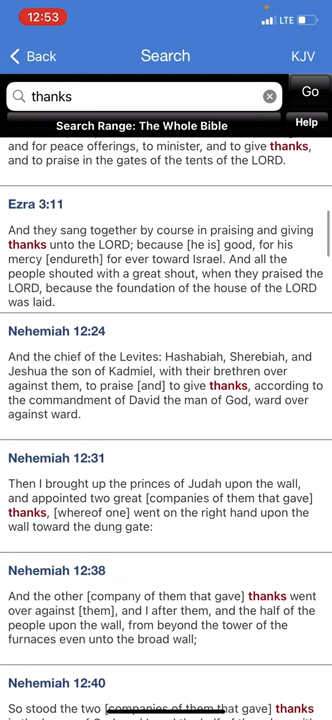 12:53
LTE
Back
Search
KJV
thanks
Go
Search Range: The Whole Bible
Help
and for peace offerings, to minister, and to give thanks,
and to praise in the gates of the tents of the LORD.
Ezra 3:11
And they sang together by course in praising and giving
thanks unto the LORD; because [he is] good, for his
mercy [endureth] for ever toward Israel. And all the
people shouted with a great shout, when they praised the
LORD, because the foundation of the house of the LORD
was laid.
Nehemiah 12:24
And the chief of the Levites: Hashabiah, Sherebiah, and
Jeshua the son of Kadmiel, with their brethren over
against them, to praise [and] to give thanks, according to
the commandment of David the man of God, ward over
against ward.
Nehemiah 12:31
Then I brought up the princes of Judah upon the wall,
and appointed two great [companies of them that gave]
thanks, [whereof one] went on the right hand upon the
wall toward the dung gate:
Nehemiah 12:38
And the other [company of them that gave] thanks went
over against [them], and I after them, and the half of the
people upon the wall, from beyond the tower of the
furnaces even unto the broad wall;
Nehemiah 12:40
So stood the two [companies of them that gave] thanks